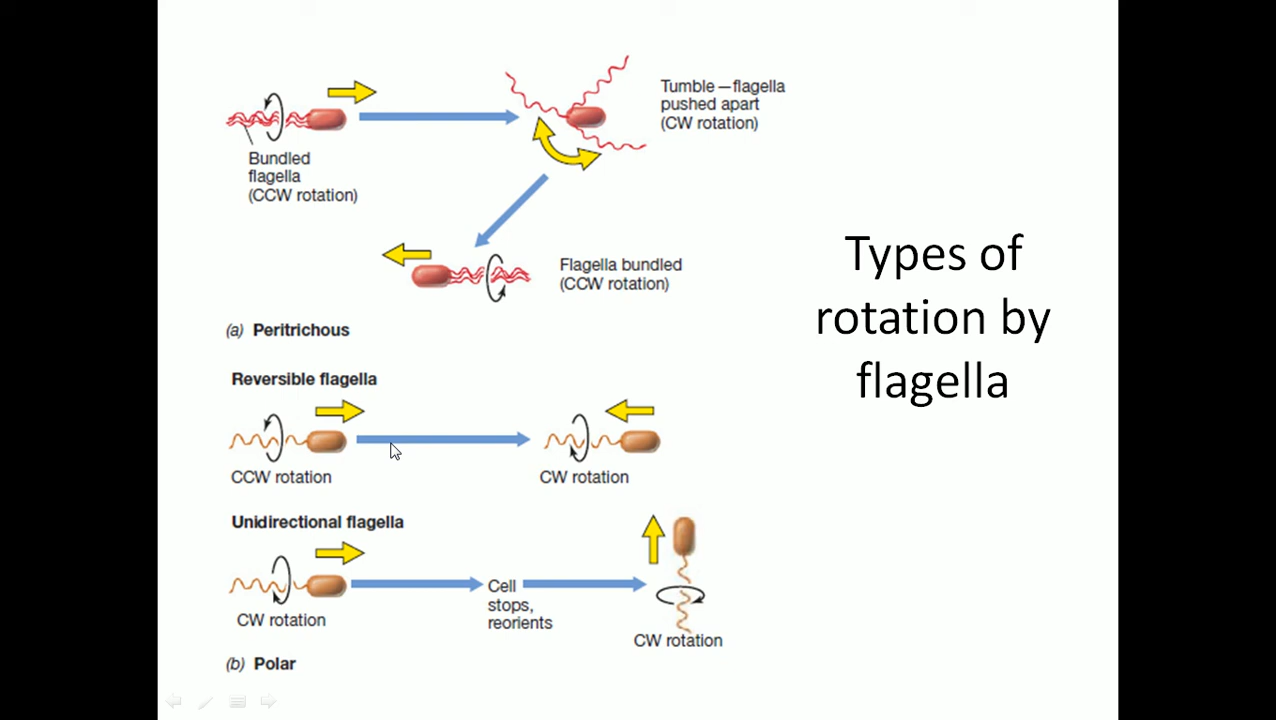 Tumble—flagella
pushed apart
(CW rotation)
Bundled
flagella
(CCW rotation)
Flagella bundled
(CCW rotation)
(a) Peritrichous
Types of
rotation by
flagella
Reversible flagella
CCW rotation
CW rotation
Unidirectional flagella
CW rotation
Cell
stops,
reorients
CW rotation
(b) Polar